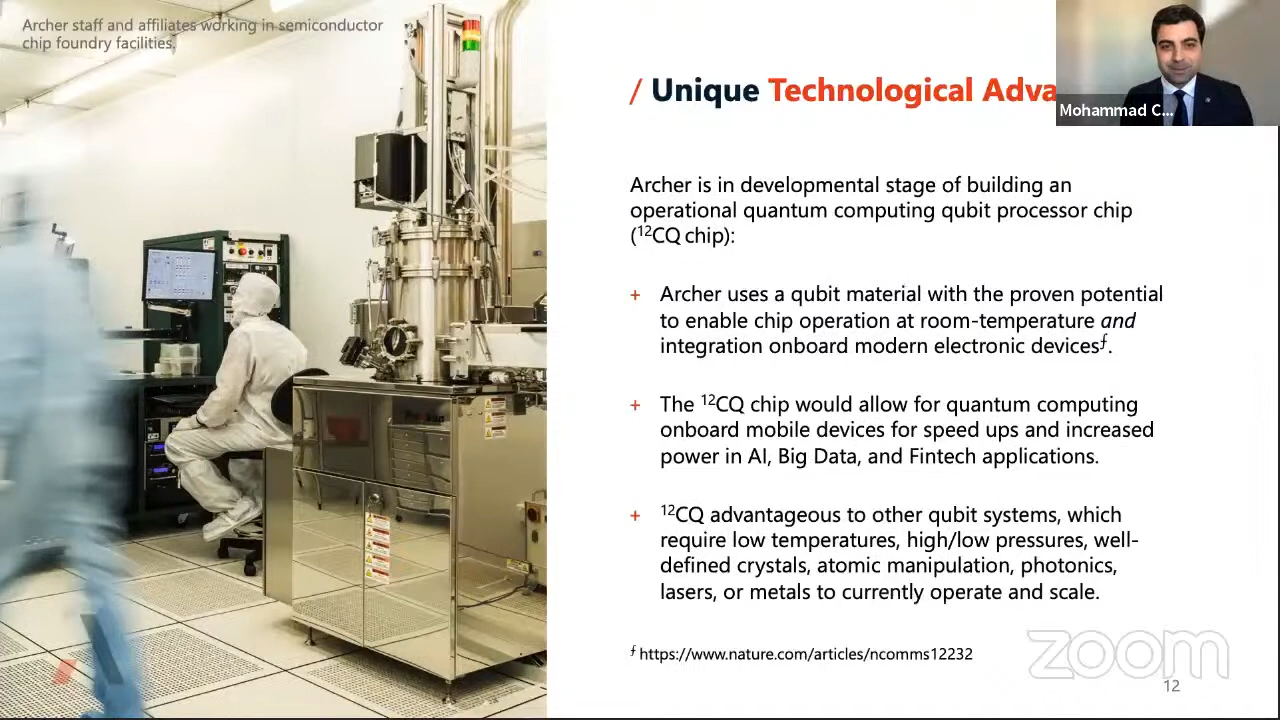 Archer staff and affiliates working in semiconductor
chip foundry facilities.
/ Unique Technological Adva
Mohammad C...
Archer is in developmental stage of building an
operational quantum computing qubit processor chip
(¹²CQ chip):
+ Archer uses a qubit material with the proven potential
to enable chip operation at room-temperature and
integration onboard modern electronic devicesᶂ.
+ The ¹²CQ chip would allow for quantum computing
onboard mobile devices for speed ups and increased
power in AI, Big Data, and Fintech applications.
+ ¹²CQ advantageous to other qubit systems, which
require low temperatures, high/low pressures, well-
defined crystals, atomic manipulation, photonics,
lasers, or metals to currently operate and scale.
ƒ https://www.nature.com/articles/ncomms12232
zoom
12